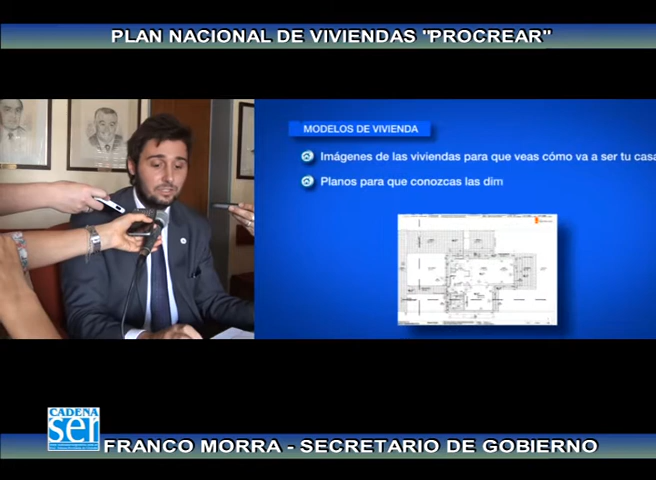 PLAN NACIONAL DE VIVIENDAS "PROCREAR"
MODELOS DE VIVIENDA
Imágenes de las viviendas para que veas cómo va a ser tu casa
Planos para que conozcas las dim
CADENA
ser
FRANCO MORRA - SECRETARIO DE GOBIERNO